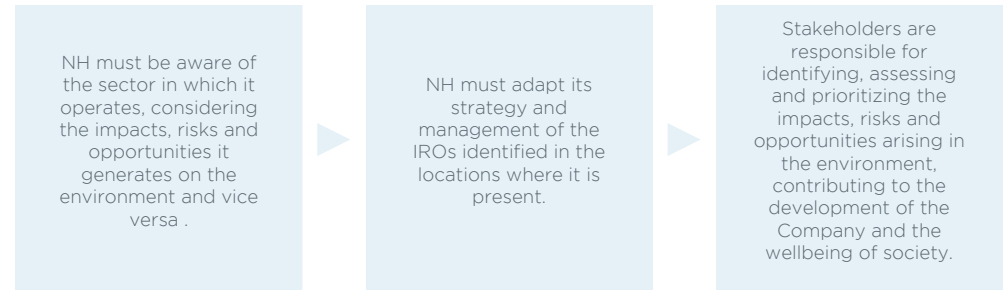 NH must be aware of
the sector in which it
operates, considering
the impacts, risks and
opportunities it
generates on the
environment and vice
versa .
NH must adapt its
strategy and
management of the
IROs identified in the
locations where it is
present.
Stakeholders are
responsible for
identifying, assessing
and prioritizing the
impacts, risks and
opportunities arising in
the environment,
contributing to the
development of the
Company and the
wellbeing of society.